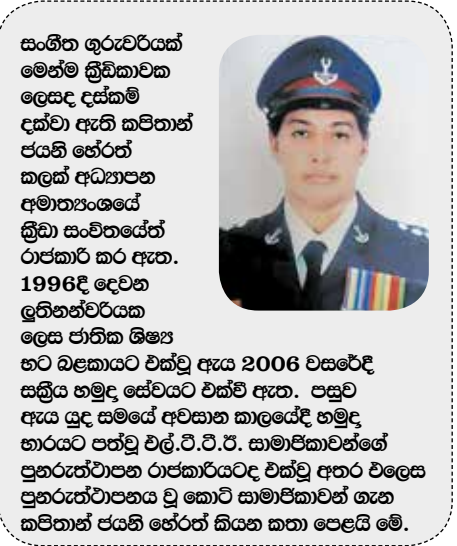 සංගීත ගුරුවරියක්
මෙන්ම ක්‍රීඩිකාවක
ලෙසද දස්කම්
දක්වා ඇති කපිතාන්
ජයනි හේරත්
කලක් අධ්‍යාපන
අමාත්‍යංශයේ
ක්‍රීඩා සංචිතයේත්
රාජකාරි කර ඇත.
1996දී දෙවන
ලුතිනන්වරියක
ලෙස ජාතික ශිෂ්‍ය
භට බළකායට එක්වූ ඇය 2006 වසරේදී
සක්‍රීය හමුදා සේවයට එක්වී ඇත. පසුව
ඇය යුද සමයේ අවසාන කාලයේදී හමුදා
භාරයට පත්වූ එල්.ටී.ටී.ඊ. සාමාජිකාවන්ගේ
පුනරුත්ථාපන රාජකාරියටද එක්වූ අතර එලෙස
පුනරුත්ථාපනය වූ කොටි සාමාජිකාවන් ගැන
කපිතාන් ජයනි හේරත් කියන කතා පෙළයි මේ.